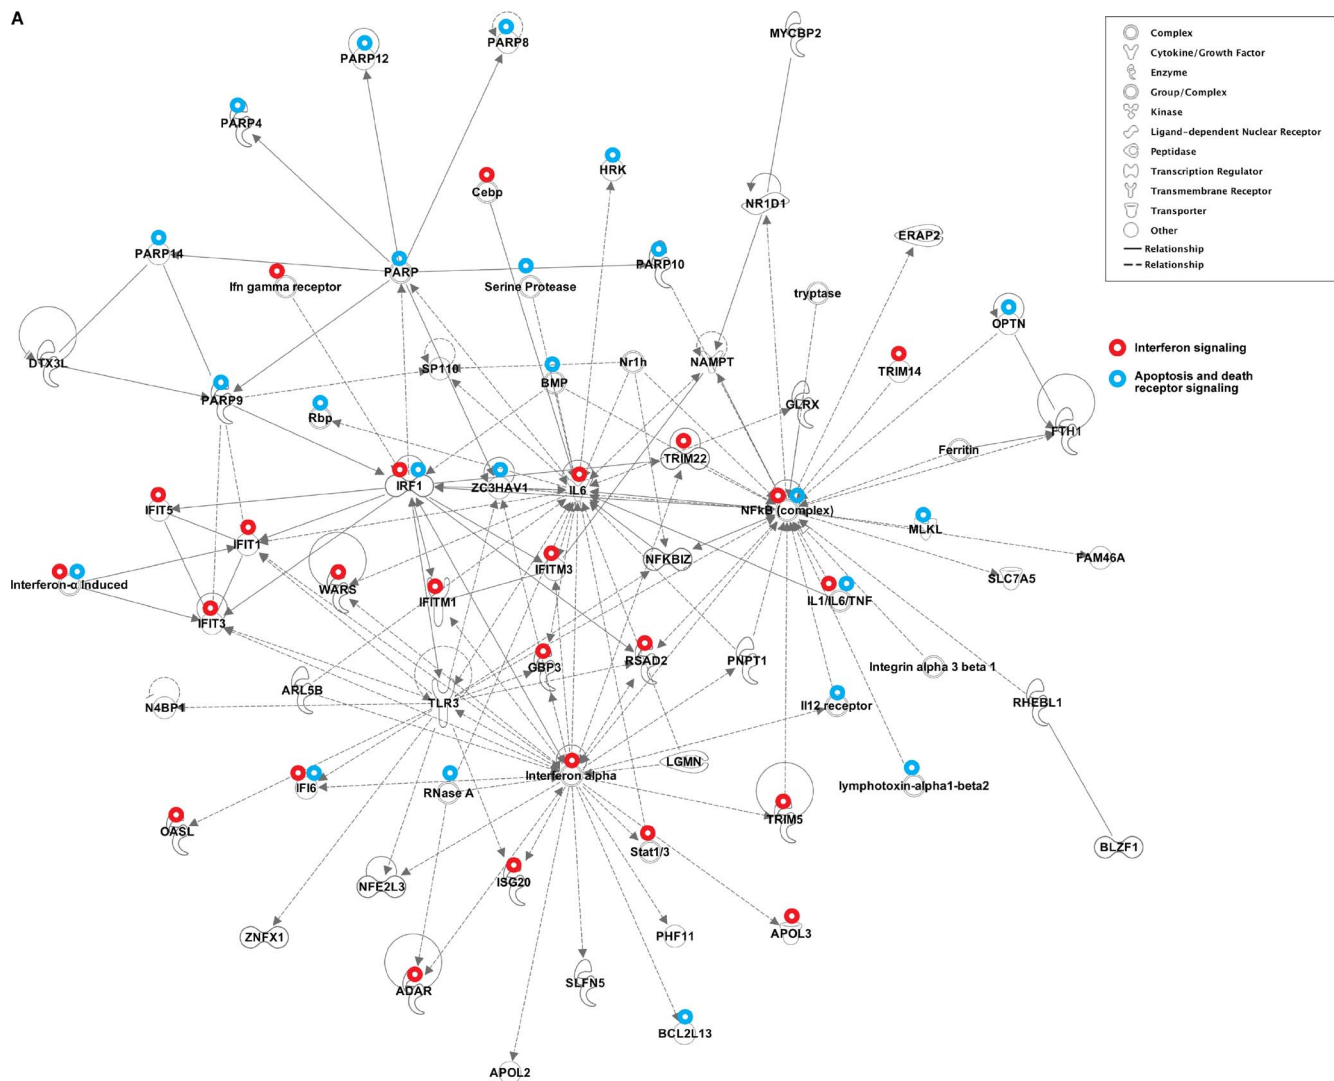 A
MYCBP2
PARP8
PARP12
PARP4
HRK
Cebp
NR1D1
ERAP2
PARP14
PARP
PARP10
Ifn gamma receptor
Serine Protease
tryptase
OPTN
DTX3L
SP110
BMP
Nr1h
NAMPT
TRIM14
PARP9
Rbp
GLRX
FTH1
TRIM22
Ferritin
IRF1
ZC3HAV1
IL6
IFIT5
NFkB (complex)
MLKL
IFIT1
IFITM3
NFKBIZ
FAM46A
SLC7A5
Interferon-α Induced
WARS
IFITM1
IL1/IL6/TNF
IFIT3
GBP3
RSAD2
PNPT1
Integrin alpha 3 beta 1
ARL5B
TLR3
N4BP1
Il12 receptor
RHEBL1
Interferon alpha
LGMN
IFI6
RNase A
lymphotoxin-alpha1-beta2
OASL
TRIM5
Stat1/3
BLZF1
NFE2L3
ISG20
ZNFX1
PHF11
APOL3
ADAR
SLFN5
BCL2L13
APOL2
Complex
Cytokine/Growth Factor
Enzyme
Group/Complex
Kinase
Ligand-dependent Nuclear Receptor
Peptidase
Transcription Regulator
Transmembrane Receptor
Transporter
Other
Relationship
Relationship
Interferon signaling
Apoptosis and death
receptor signaling